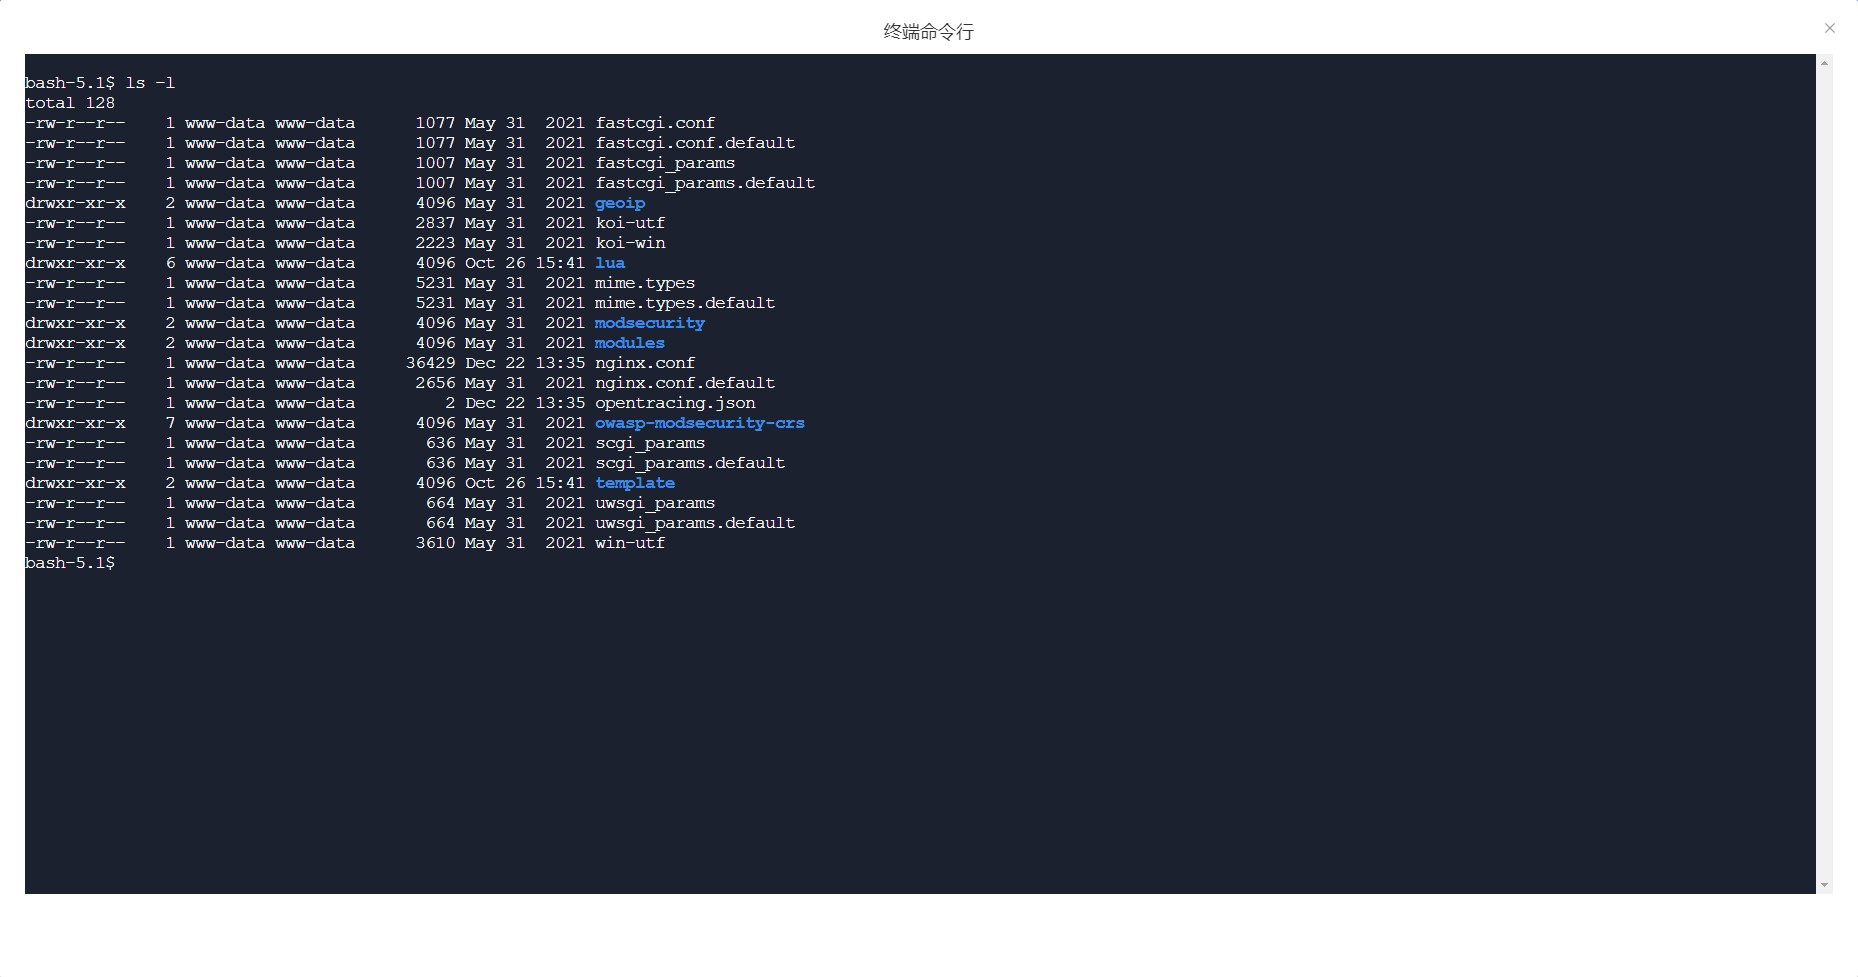 终端命令行
bash-5.1$ ls -l
total 128
-rw-r--r--    1 www-data www-data      1077 May 31  2021 fastcgi.conf
-rw-r--r--    1 www-data www-data      1077 May 31  2021 fastcgi.conf.default
-rw-r--r--    1 www-data www-data      1007 May 31  2021 fastcgi_params
-rw-r--r--    1 www-data www-data      1007 May 31  2021 fastcgi_params.default
drwxr-xr-x    2 www-data www-data      4096 May 31  2021 geoip
-rw-r--r--    1 www-data www-data      2837 May 31  2021 koi-utf
-rw-r--r--    1 www-data www-data      2223 May 31  2021 koi-win
drwxr-xr-x    6 www-data www-data      4096 Oct 26 15:41 lua
-rw-r--r--    1 www-data www-data      5231 May 31  2021 mime.types
-rw-r--r--    1 www-data www-data      5231 May 31  2021 mime.types.default
drwxr-xr-x    2 www-data www-data      4096 May 31  2021 modsecurity
drwxr-xr-x    2 www-data www-data      4096 May 31  2021 modules
-rw-r--r--    1 www-data www-data     36429 Dec 22 13:35 nginx.conf
-rw-r--r--    1 www-data www-data      2656 May 31  2021 nginx.conf.default
-rw-r--r--    1 www-data www-data         2 Dec 22 13:35 opentracing.json
drwxr-xr-x    7 www-data www-data      4096 May 31  2021 owasp-modsecurity-crs
-rw-r--r--    1 www-data www-data       636 May 31  2021 scgi_params
-rw-r--r--    1 www-data www-data       636 May 31  2021 scgi_params.default
drwxr-xr-x    2 www-data www-data      4096 Oct 26 15:41 template
-rw-r--r--    1 www-data www-data       664 May 31  2021 uwsgi_params
-rw-r--r--    1 www-data www-data       664 May 31  2021 uwsgi_params.default
-rw-r--r--    1 www-data www-data      3610 May 31  2021 win-utf
bash-5.1$